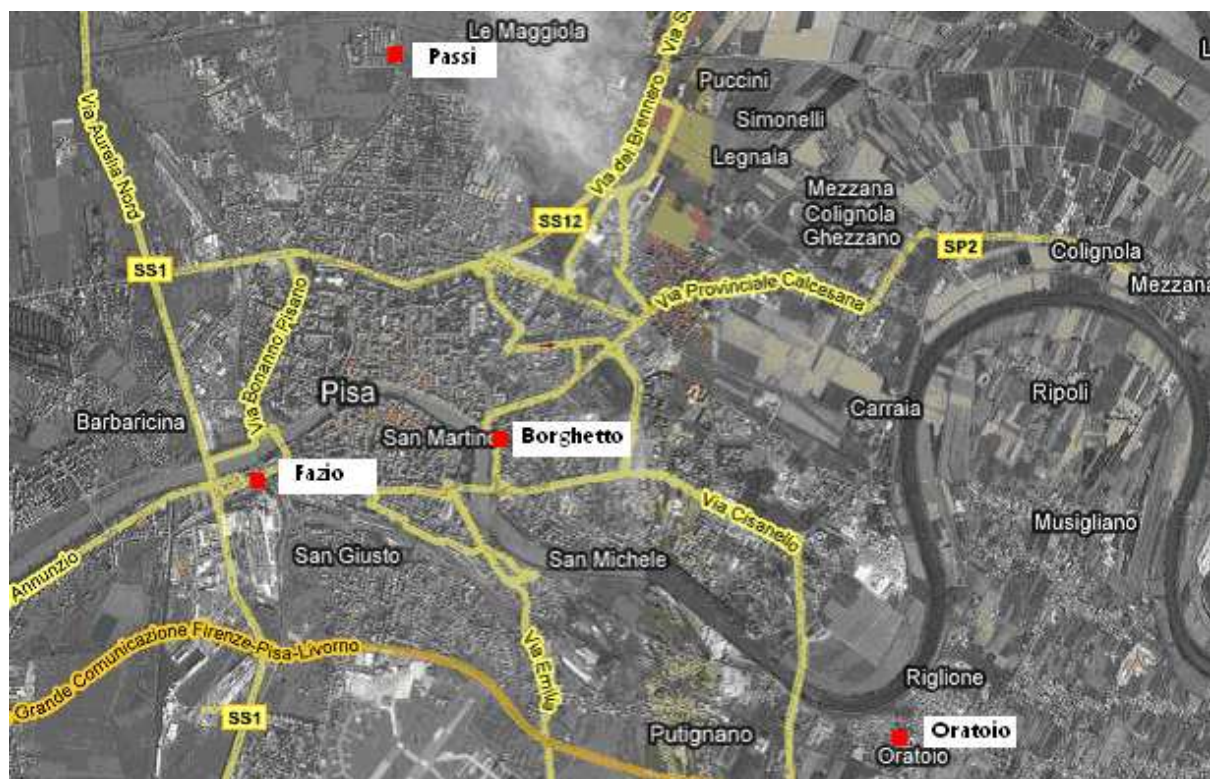 Le Maggiola
Passi
Via S
L
Puccini
Via Aurelia Nord
Via del Brennero
Simonelli
Legnala
Mezzana
Colignola
Ghezzano
SS12
SP2
Colignola
SS1
Mezzana
Via Provinciale Calcesana
Via Bonanno Pisano
Pisa
Ripoli
Barbaricina
Carraia
San Martino
Borghetto
Fazio
Via Cisanello
Musigliano
San Giusto
San Michele
Annunzio
Grande Comunicazione Firenze-Pisa-Livorno
Via Emilia
Riglione
SS1
Putignano
Oratoio
Oratoio